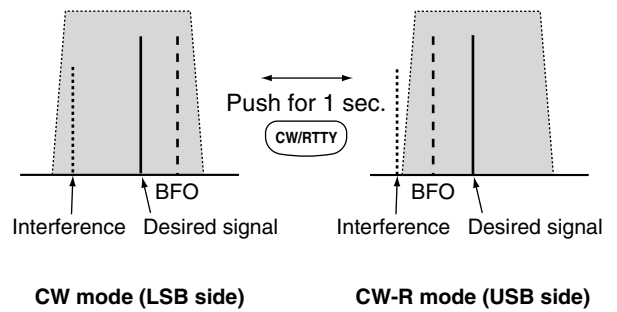 Push for 1 sec.
CW/RTTY
BFO
BFO
Interference
Desired signal
Interference
Desired signal
CW mode (LSB side)
CW-R mode (USB side)